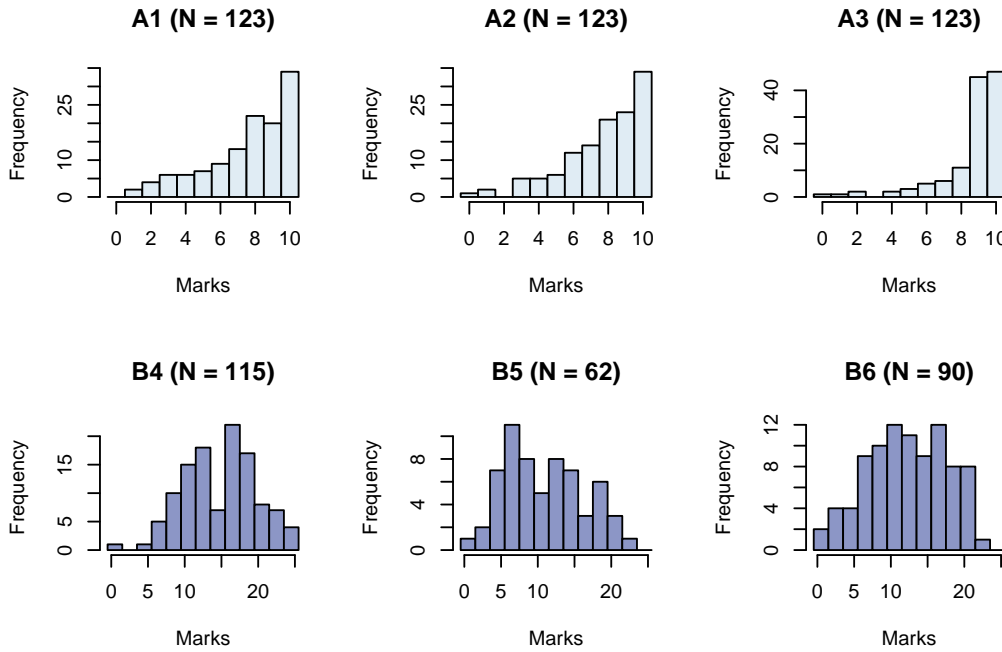 A1 (N = 123)
Frequency
0 10 25
0 2 4 6 8 10
Marks
A2 (N = 123)
Frequency
0 10 25
0 2 4 6 8 10
Marks
A3 (N = 123)
Frequency
0 20 40
0 2 4 6 8 10
Marks
B4 (N = 115)
Frequency
0 5 15
0 5 10 20
Marks
B5 (N = 62)
Frequency
0 4 8
0 5 10 20
Marks
B6 (N = 90)
Frequency
0 4 8 12
0 5 10 20
Marks